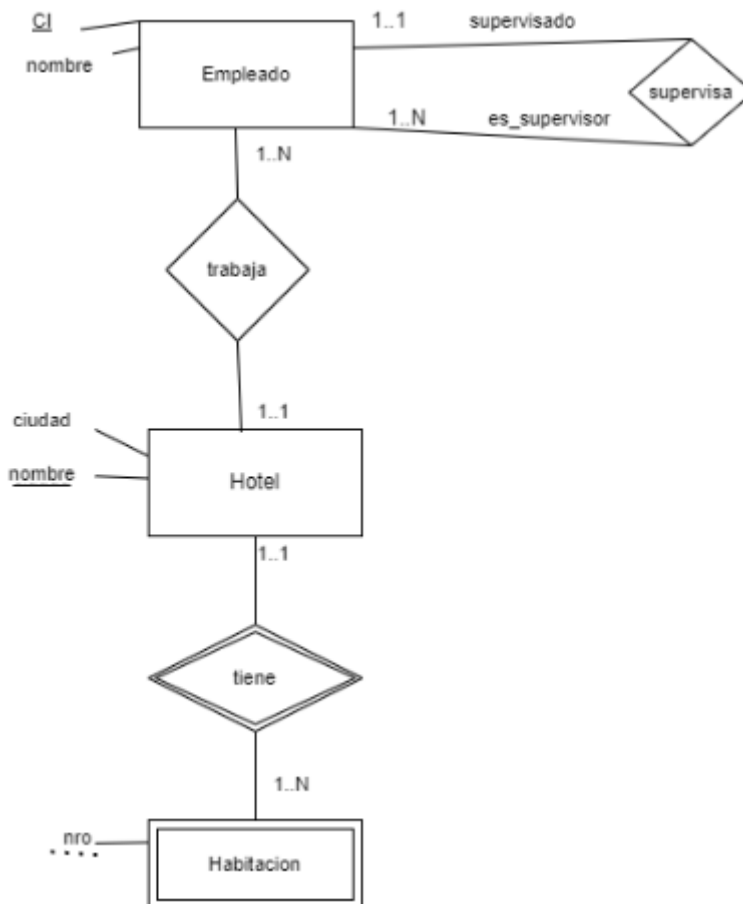 CI
nombre
Empleado
1..1
supervisado
supervisa
1..N
es_supervisor
1..N
trabaja
1..1
ciudad
nombre
Hotel
1..1
tiene
1..N
nro
Habitacion